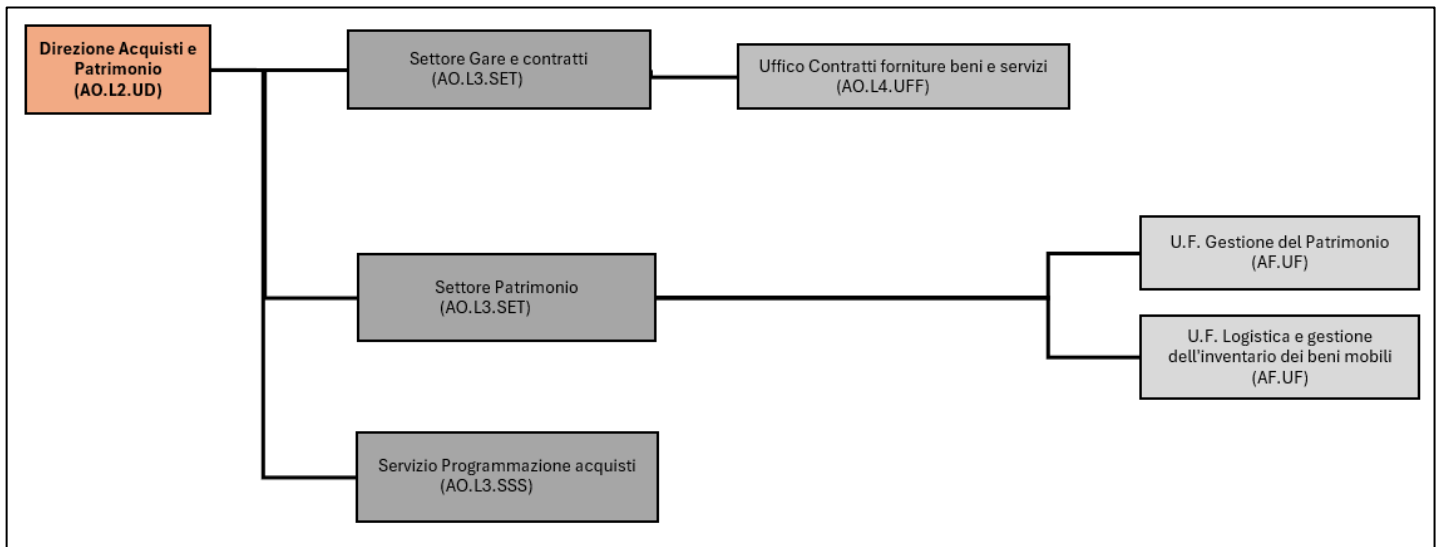 Direzione Acquisti e
Patrimonio
(AO.L2.UD)
Settore Gare e contratti
(AO.L3.SET)
Uffico Contratti forniture beni e servizi
(AO.L4.UFF)
Settore Patrimonio
(AO.L3.SET)
U.F. Gestione del Patrimonio
(AF.UF)
U.F. Logistica e gestione
dell'inventario dei beni mobili
(AF.UF)
Servizio Programmazione acquisti
(AO.L3.SSS)